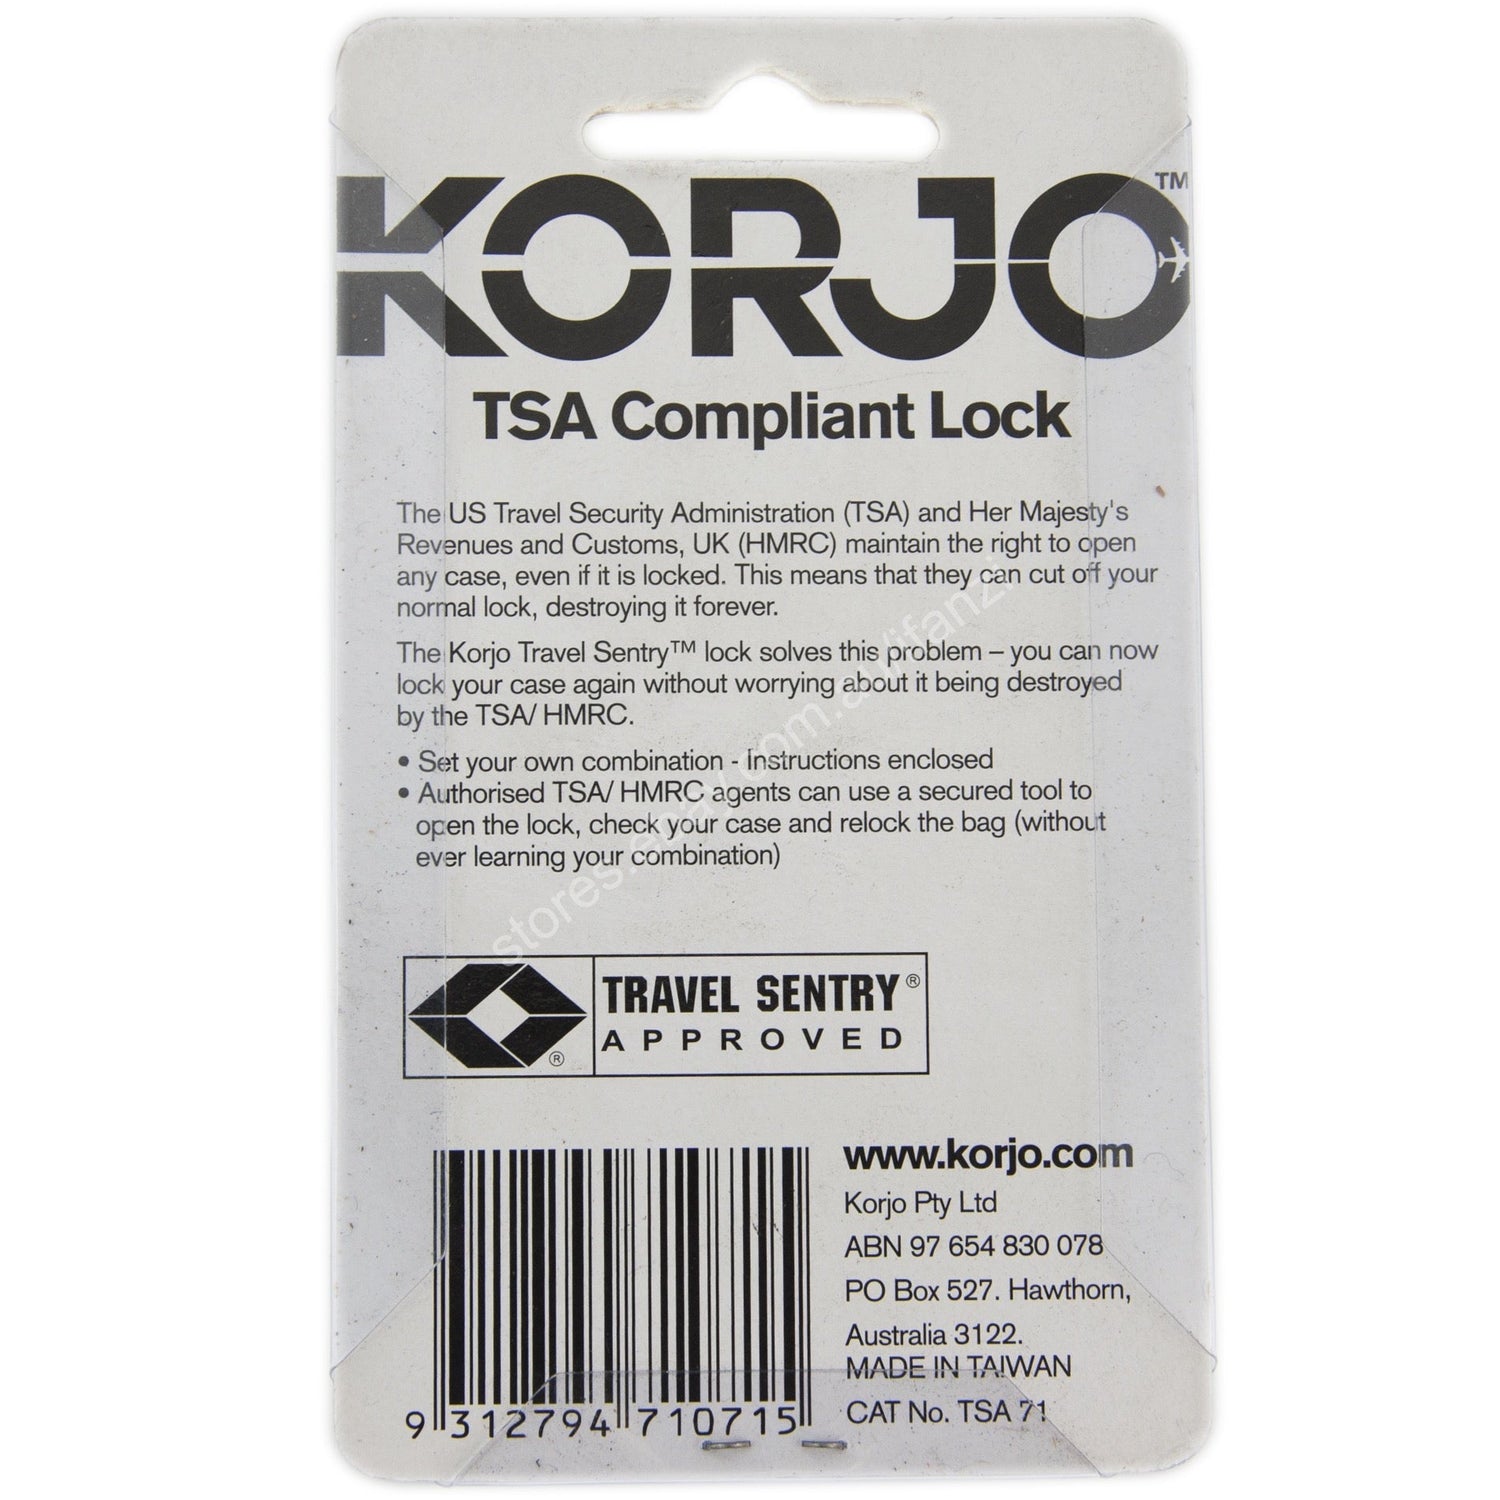 KORJO™
TSA Compliant Lock
The US Travel Security Administration (TSA) and Her Majesty's
Revenues and Customs, UK (HMRC) maintain the right to open
any case, even if it is locked. This means that they can cut off your
normal lock, destroying it forever.
The Korjo Travel Sentry™ lock solves this problem – you can now
lock your case again without worrying about it being destroyed
by the TSA/ HMRC.
• Set your own combination - Instructions enclosed
• Authorised TSA/ HMRC agents can use a secured tool to
open the lock, check your case and relock the bag (without
ever learning your combination)
stores.ebay.com.au/ifanzi
TRAVEL SENTRY®
®
APPROVED
www.korjo.com
Korjo Pty Ltd
ABN 97 654 830 078
PO Box 527. Hawthorn,
Australia 3122.
MADE IN TAIWAN
CAT No. TSA 71
9 312794 710715